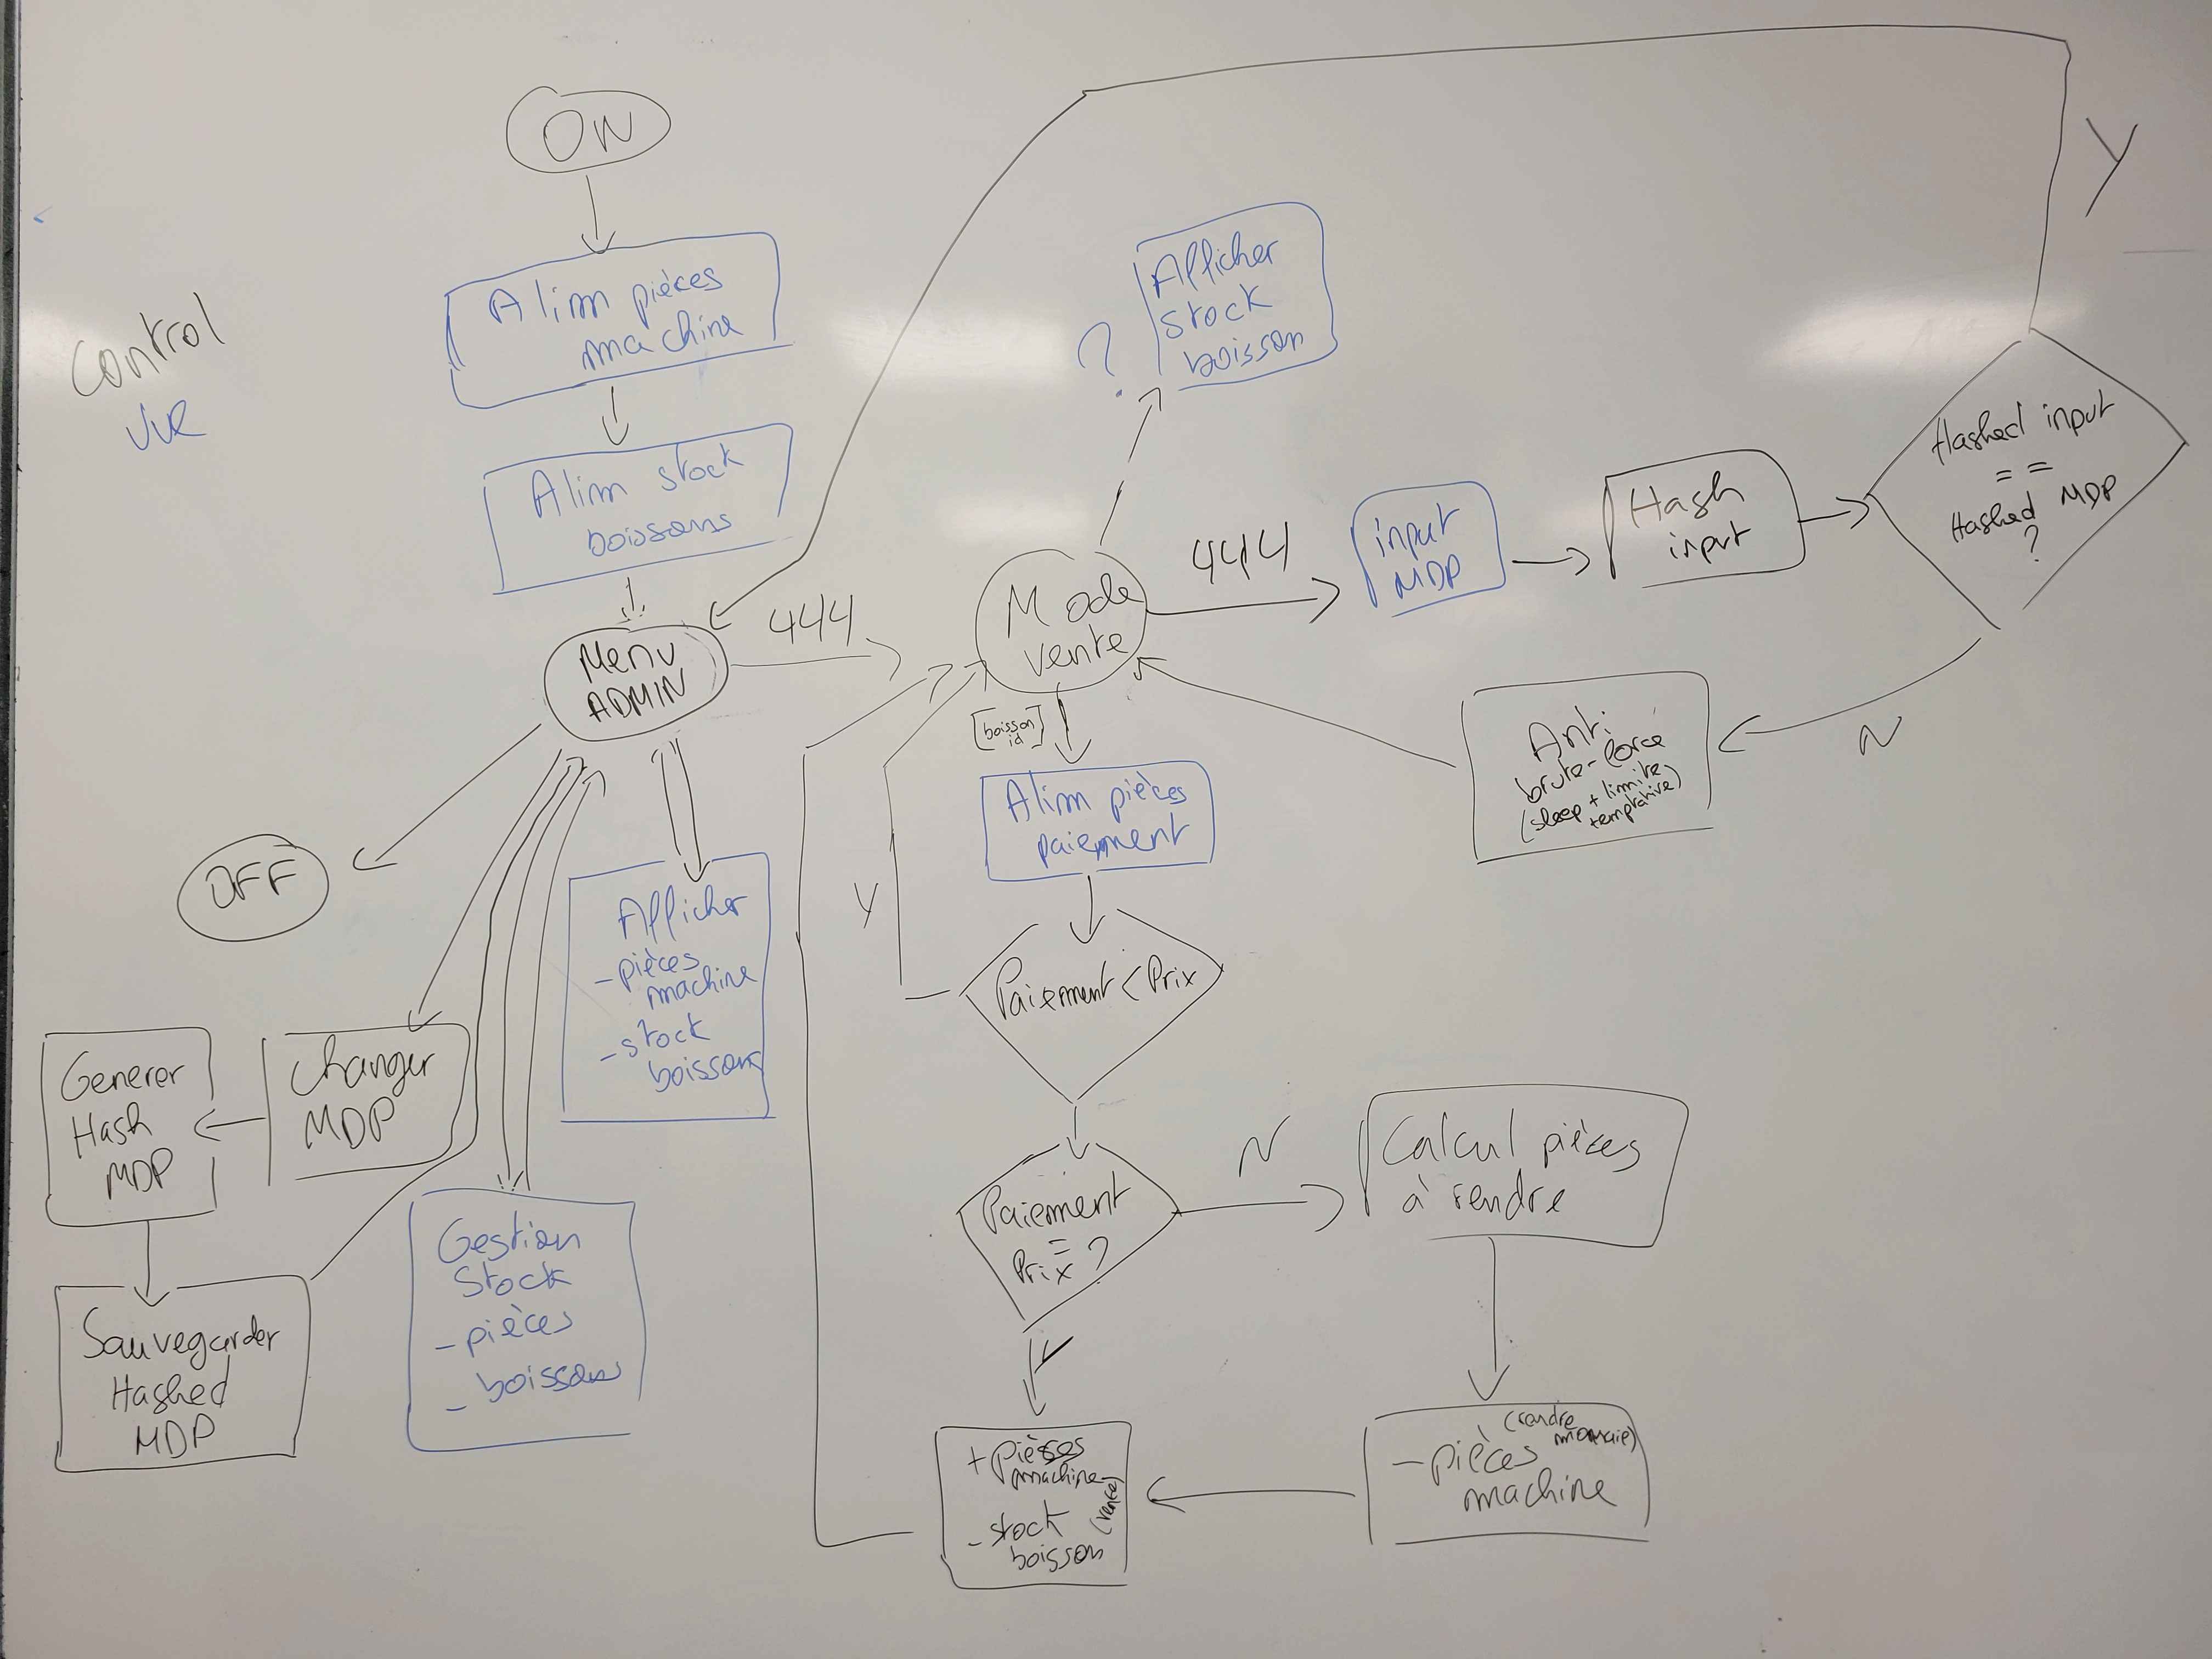 ON
Alim pièces
machine
Alim stock
boissons
Control
Menu
ADMIN
444
OFF
Afficher
- pièces
machine
- stock
boissons
Changer
MDP
Generer
Hash
MDP
Sauvegarder
Hashed
MDP
Gestion
Stock
- pièces
- boissons
?
Afficher
stock
boisson
Mode
vente
444
input
MDP
Hash
input
Hashed input
==
Hashed MDP
?
Y
N
Anti
brute-force
(sleep + limite
temptative)
[boisson
id]
Alim pièces
paiement
Y
Paiement < Prix
Paiement
=
Prix ?
N
Calcul pièces
à rendre
(rendre
monnaie)
- pièces
machine
Y
+ pièces
machine
- stock
boisson
(vente)